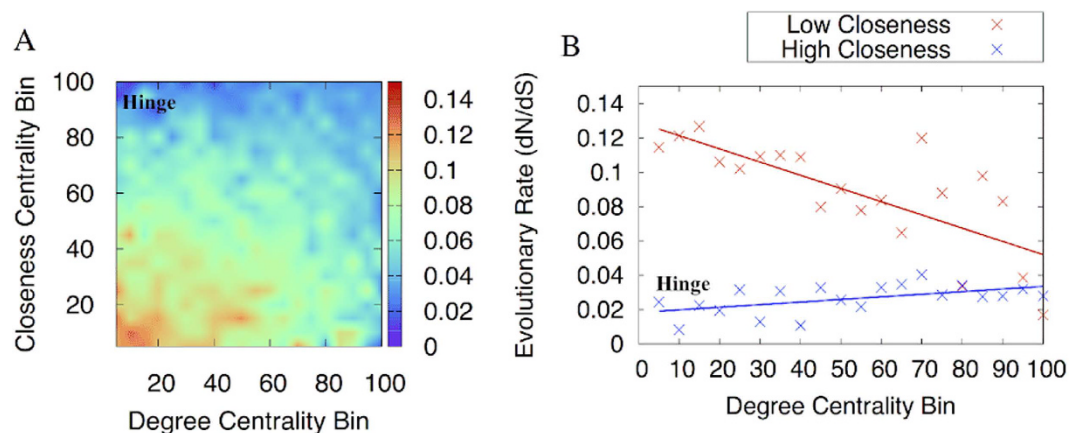 A
Closeness Centrality Bin
100
80
60
40
20
Hinge
20 40 60 80 100
Degree Centrality Bin
0.14
0.12
0.10
0.08
0.06
0.04
0.02
0
B
Low Closeness
High Closeness
Evolutionary Rate (dN/dS)
0.14
0.12
0.1
0.08
0.06
0.04
0.02
0
Hinge
0 10 20 30 40 50 60 70 80 90 100
Degree Centrality Bin